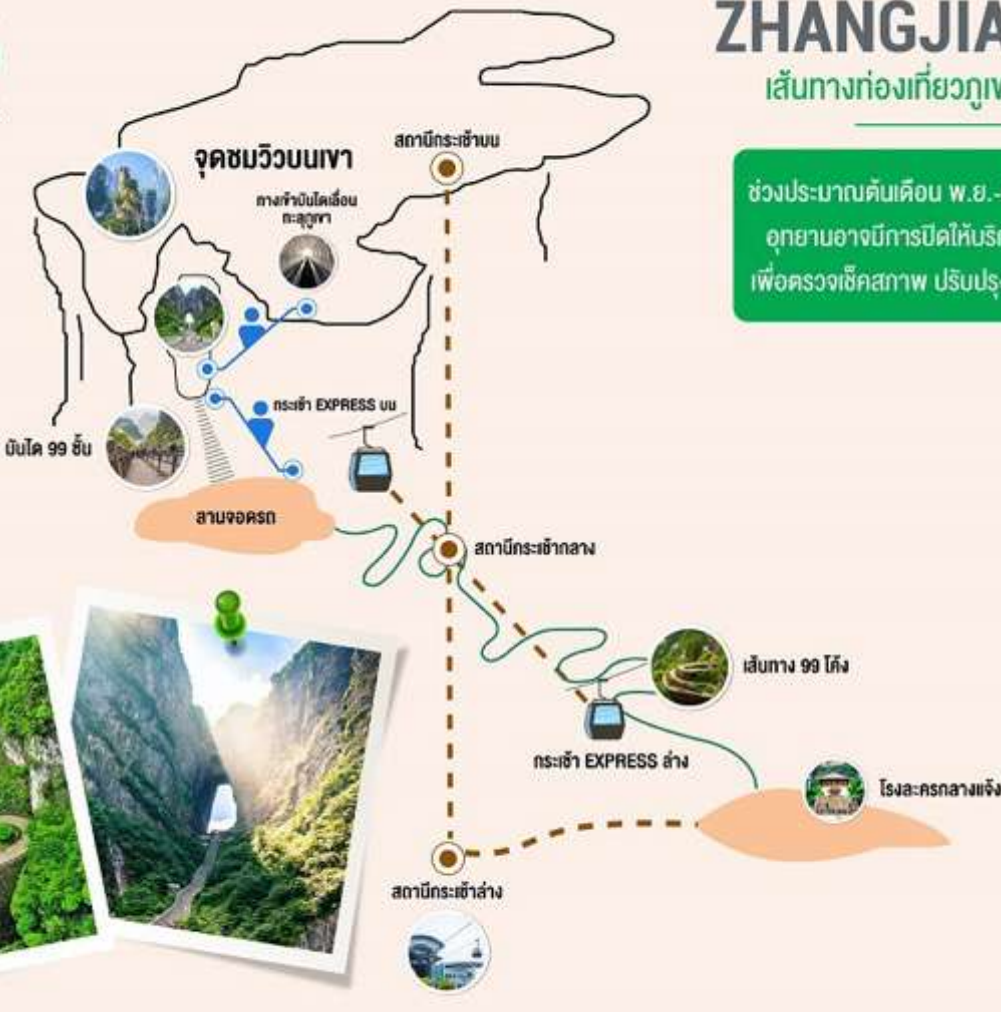 ZHANGJIA
เส้นทางท่องเที่ยวภูเ
ช่วงประมาณต้นเดือน พ.ย.-
อุทยานอาจมีการปิดให้บริ
เพื่อตรวจเช็คสภาพ ปรับปรุ
สถานีกระเช้าบน
จุดชมวิวบนเขา
ทางเข้าบันไดเลื่อน
ทะลุภูเขา
กระเช้า EXPRESS บน
บันได 99 ขั้น
ลานจอดรถ
สถานีกระเช้ากลาง
เส้นทาง 99 โค้ง
กระเช้า EXPRESS ล่าง
โรงละครกลางแจ้ง
สถานีกระเช้าล่าง